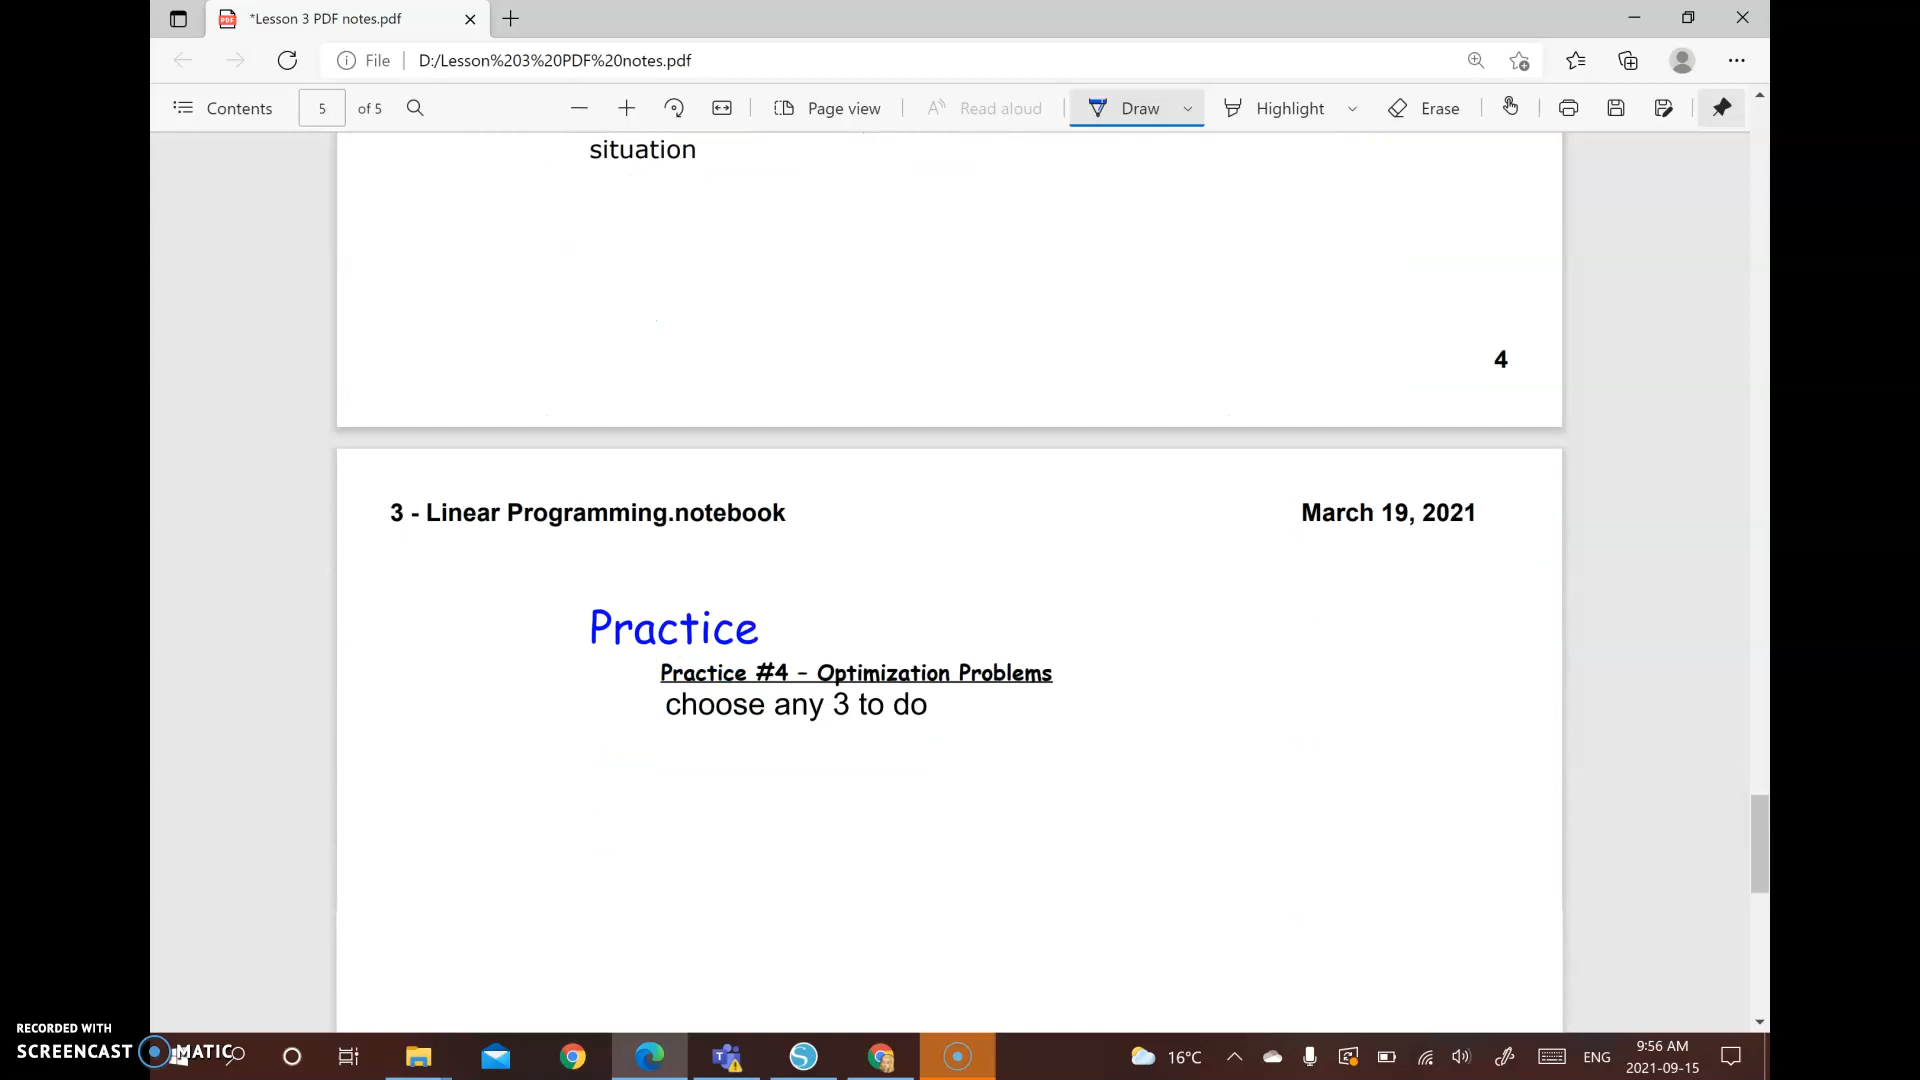 *Lesson 3 PDF notes.pdf
File
D:/Lesson%203%20PDF%20notes.pdf
Contents
5
of 5
Page view
Read aloud
Draw
Highlight
Erase
situation
4
3 - Linear Programming.notebook
March 19, 2021
Practice
Practice #4 - Optimization Problems
choose any 3 to do
RECORDED WITH
SCREENCAST MATIC
16°C
ENG
9:56 AM
2021-09-15